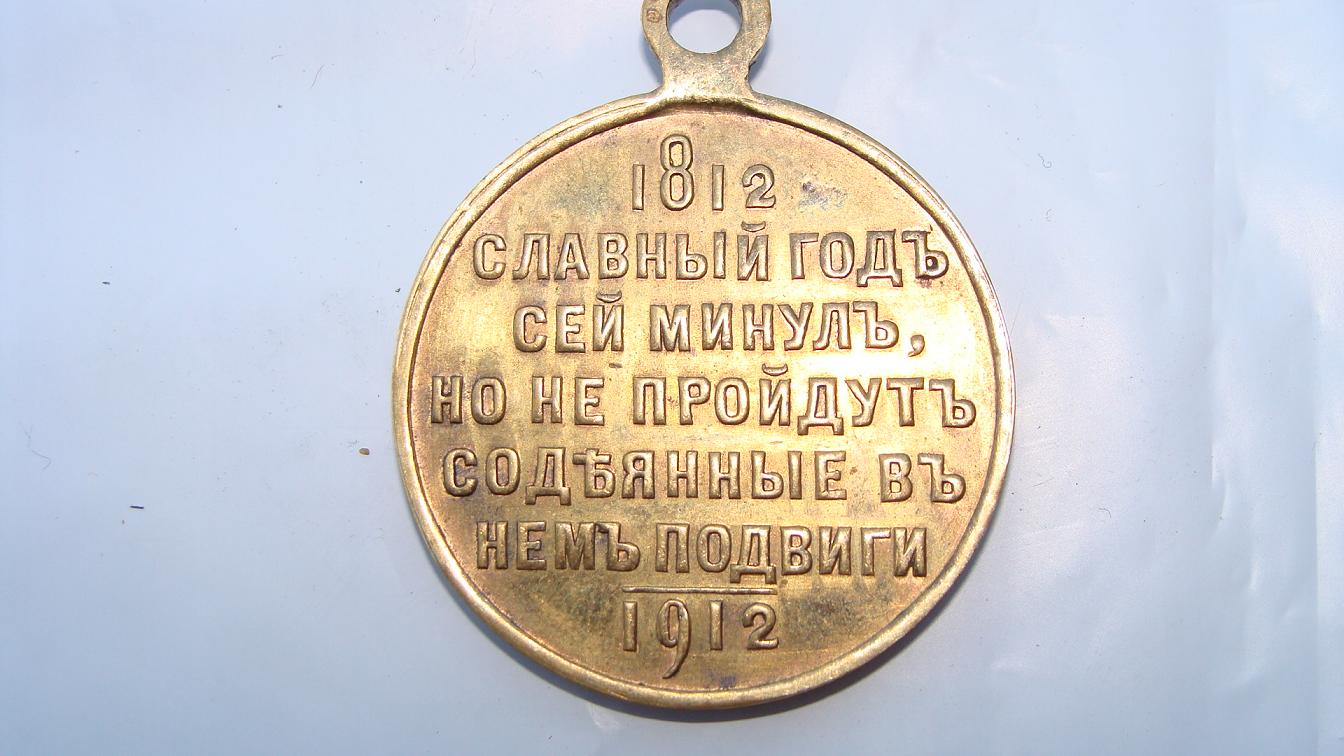 1812
СЛАВНЫЙ ГОДЪ
СЕЙ МИНУЛЪ,
НО НЕ ПРОЙДУТЪ
СОДѢЯННЫЕ ВЪ
НЕМЪ ПОДВИГИ
1912